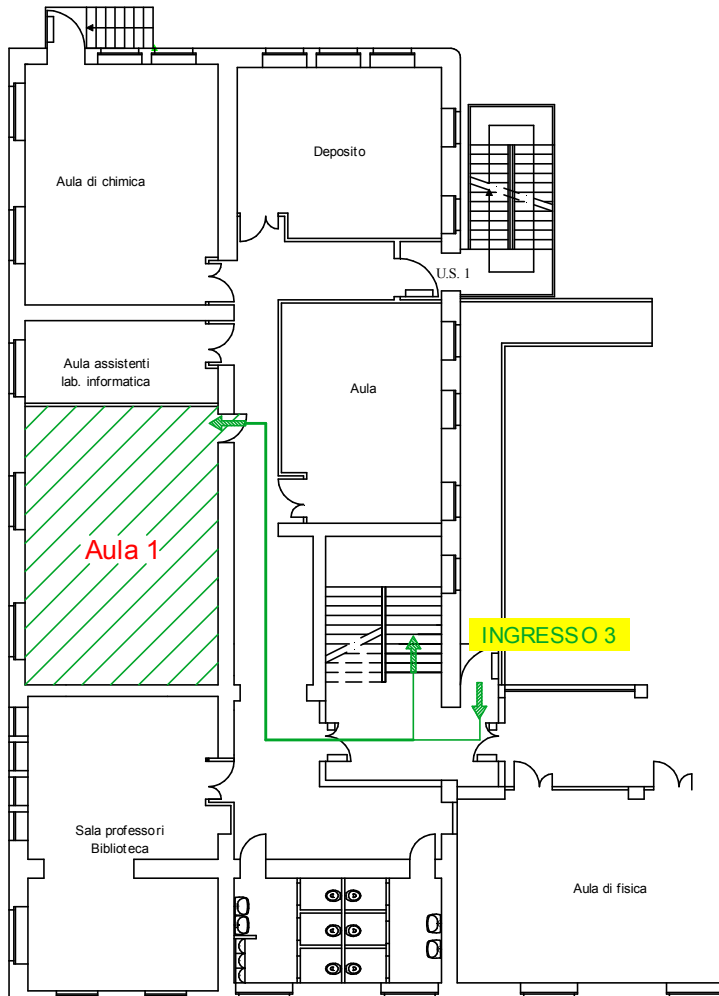 Deposito
Aula di chimica
U.S. 1
Aula assistenti
lab. informatica
Aula
Aula 1
INGRESSO 3
Sala professori
Biblioteca
Aula di fisica